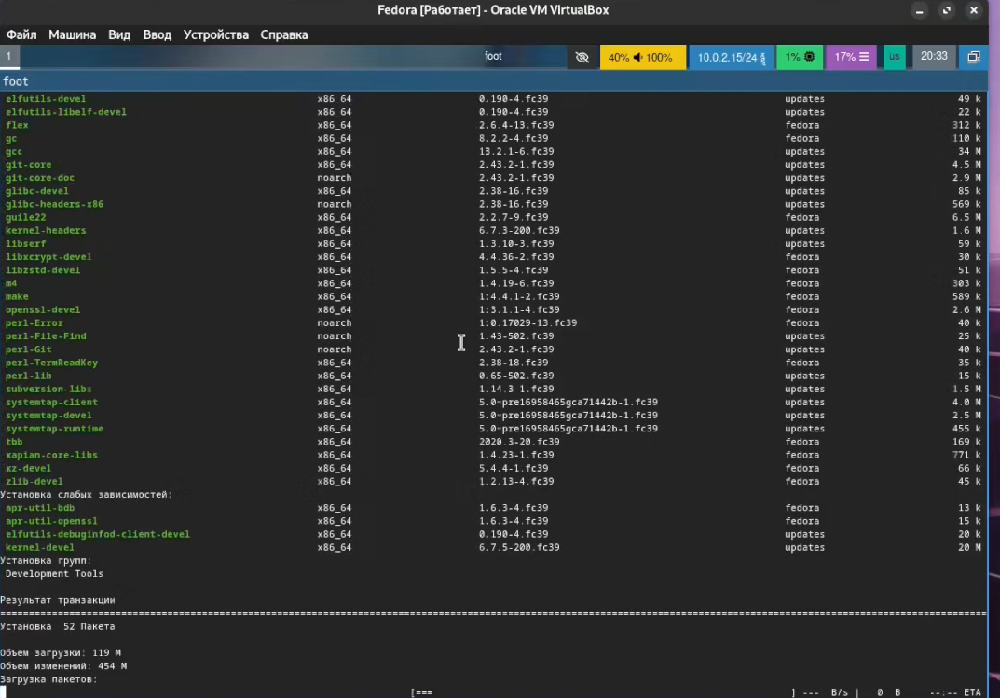 Fedora [Работает] - Oracle VM VirtualBox
Файл Машина Вид Ввод Устройства Справка
1 foot 40% 100% 10.0.2.15/24 1% 17% us 20:33
foot
elfutils-devel x86_64 0.190-4.fc39 updates 49 k
elfutils-libelf-devel x86_64 0.190-4.fc39 updates 22 k
flex x86_64 2.6.4-13.fc39 fedora 312 k
gc x86_64 8.2.2-4.fc39 fedora 110 k
gcc x86_64 13.2.1-6.fc39 updates 34 M
git-core x86_64 2.43.2-1.fc39 updates 4.5 M
git-core-doc noarch 2.43.2-1.fc39 updates 2.9 M
glibc-devel x86_64 2.38-16.fc39 updates 85 k
glibc-headers-x86 noarch 2.38-16.fc39 updates 569 k
guile22 x86_64 2.2.7-9.fc39 fedora 6.5 M
kernel-headers x86_64 6.7.3-200.fc39 updates 1.6 M
libserf x86_64 1.3.10-3.fc39 updates 59 k
libxcrypt-devel x86_64 4.4.36-2.fc39 fedora 30 k
libzstd-devel x86_64 1.5.5-4.fc39 fedora 51 k
m4 x86_64 1.4.19-6.fc39 fedora 303 k
make x86_64 1:4.4.1-2.fc39 fedora 589 k
openssl-devel x86_64 1:3.1.1-4.fc39 fedora 2.6 M
perl-Error noarch 1:0.17029-13.fc39 fedora 40 k
perl-File-Find noarch 1.43-502.fc39 updates 25 k
perl-Git noarch 2.43.2-1.fc39 updates 40 k
perl-TermReadKey x86_64 2.38-18.fc39 fedora 35 k
perl-lib noarch 0.65-502.fc39 updates 15 k
subversion-libs x86_64 1.14.3-1.fc39 updates 1.5 M
systemtap-client x86_64 5.0~pre16958465gca71442b-1.fc39 updates 4.0 M
systemtap-devel x86_64 5.0~pre16958465gca71442b-1.fc39 updates 2.5 M
systemtap-runtime x86_64 5.0~pre16958465gca71442b-1.fc39 updates 455 k
tbb x86_64 2020.3-20.fc39 fedora 169 k
xapian-core-libs x86_64 1.4.23-1.fc39 fedora 771 k
xz-devel x86_64 5.4.4-1.fc39 fedora 66 k
zlib-devel x86_64 1.2.13-4.fc39 fedora 45 k
Установка слабых зависимостей:
apr-util-bdb x86_64 1.6.3-4.fc39 fedora 13 k
apr-util-openssl x86_64 1.6.3-4.fc39 fedora 15 k
elfutils-debuginfod-client-devel x86_64 0.190-4.fc39 updates 20 k
kernel-devel x86_64 6.7.5-200.fc39 updates 20 M
Установка групп:
Development Tools
Результат транзакции
Установка 52 Пакета
Объем загрузки: 119 M
Объем изменений: 454 M
Загрузка пакетов:
[=== ] --- B/s | 0 B --:-- ETA